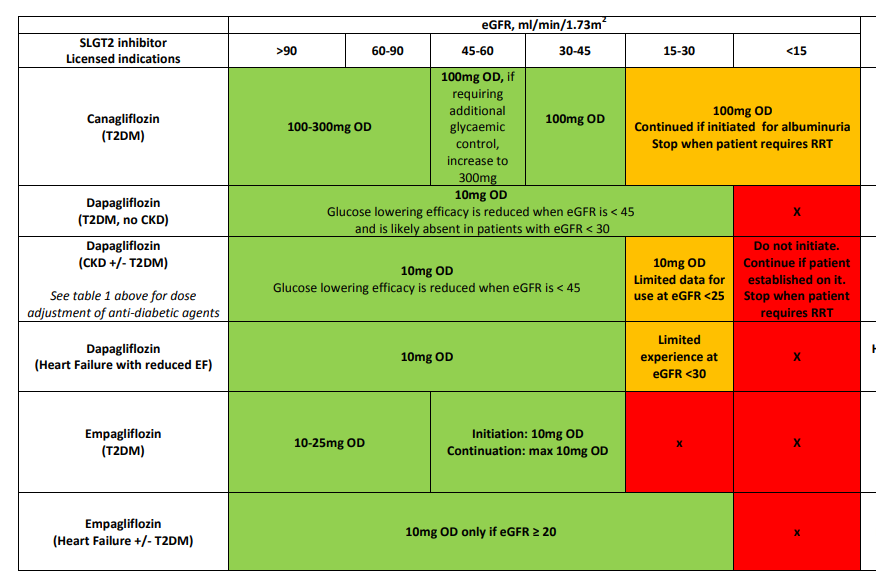 eGFR, ml/min/1.73m²
SLGT2 inhibitor
Licensed indications
>90
60-90
45-60
30-45
15-30
<15
Canagliflozin
(T2DM)
100-300mg OD
100mg OD, if
requiring
additional
glycaemic
control,
increase to
300mg
100mg OD
100mg OD
Continued if initiated for albuminuria
Stop when patient requires RRT
Dapagliflozin
(T2DM, no CKD)
10mg OD
Glucose lowering efficacy is reduced when eGFR is < 45
and is likely absent in patients with eGFR < 30
X
Dapagliflozin
(CKD +/- T2DM)
See table 1 above for dose
adjustment of anti-diabetic agents
10mg OD
Glucose lowering efficacy is reduced when eGFR is < 45
10mg OD
Limited data for
use at eGFR <25
Do not initiate.
Continue if patient
established on it.
Stop when patient
requires RRT
Dapagliflozin
(Heart Failure with reduced EF)
10mg OD
Limited
experience at
eGFR <30
X
H
Empagliflozin
(T2DM)
10-25mg OD
Initiation: 10mg OD
Continuation: max 10mg OD
x
X
Empagliflozin
(Heart Failure +/- T2DM)
10mg OD only if eGFR ≥ 20
x